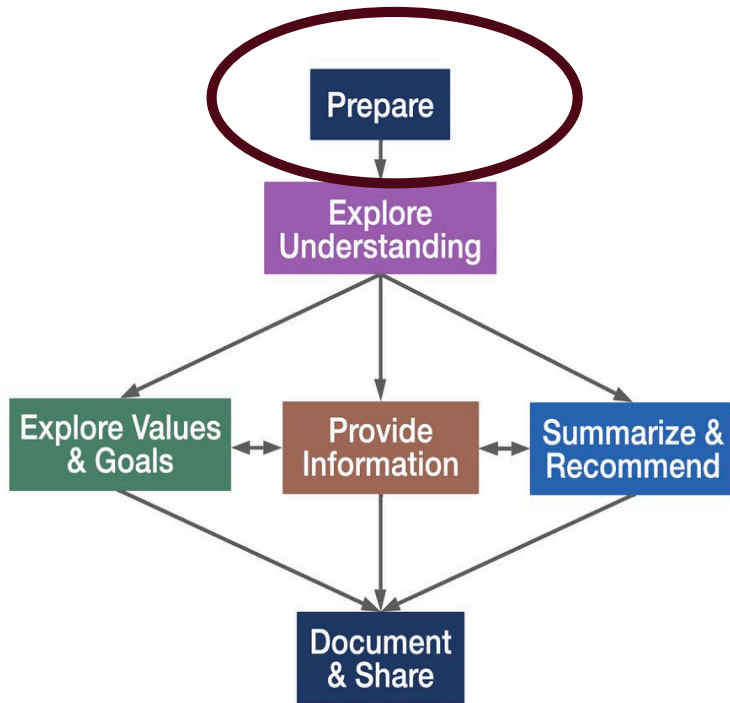 Prepare
Explore
Understanding
Explore Values
& Goals
Provide
Information
Summarize &
Recommend
Document
& Share